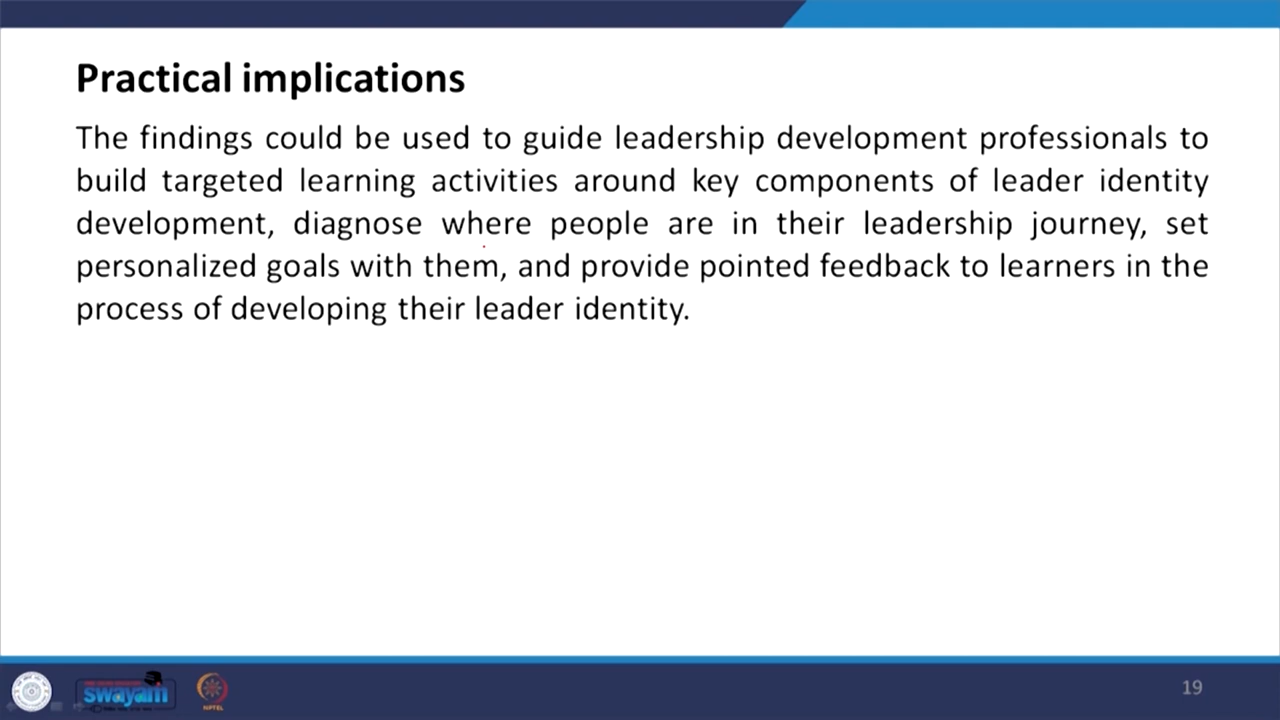 Practical implications
The findings could be used to guide leadership development professionals to
build targeted learning activities around key components of leader identity
development, diagnose where people are in their leadership journey, set
personalized goals with them, and provide pointed feedback to learners in the
process of developing their leader identity.
swayam
NPTEL
19